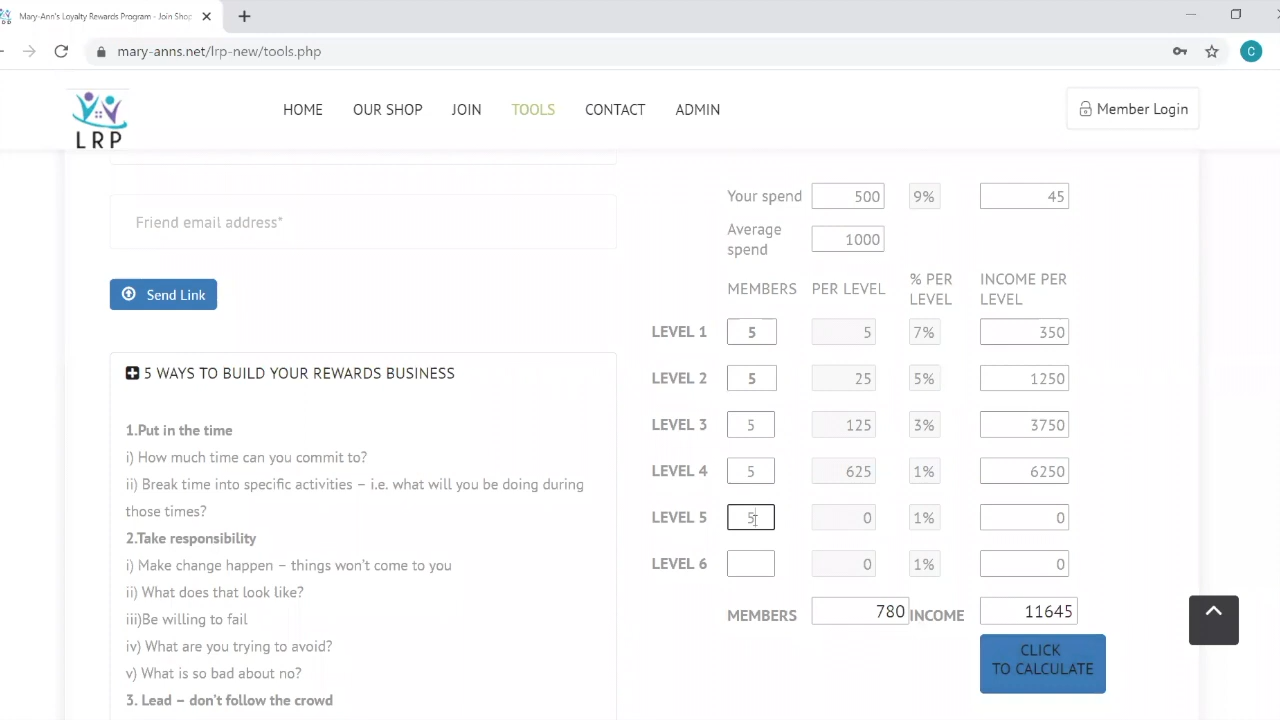 Mary-Ann's Loyalty Rewards Program - Join Shop
mary-anns.net/lrp-new/tools.php
C
LRP
HOME OUR SHOP JOIN TOOLS CONTACT ADMIN
Member Login
Friend email address*
Send Link
5 WAYS TO BUILD YOUR REWARDS BUSINESS
1.Put in the time
i) How much time can you commit to?
ii) Break time into specific activities – i.e. what will you be doing during
those times?
2.Take responsibility
i) Make change happen – things won't come to you
ii) What does that look like?
iii)Be willing to fail
iv) What are you trying to avoid?
v) What is so bad about no?
3. Lead – don't follow the crowd
Your spend 500 9% 45
Average
spend 1000
MEMBERS PER LEVEL % PER LEVEL INCOME PER LEVEL
LEVEL 1 5 5 7% 350
LEVEL 2 5 25 5% 1250
LEVEL 3 5 125 3% 3750
LEVEL 4 5 625 1% 6250
LEVEL 5 5 0 1% 0
LEVEL 6 0 1% 0
MEMBERS 780 INCOME 11645
CLICK
TO CALCULATE